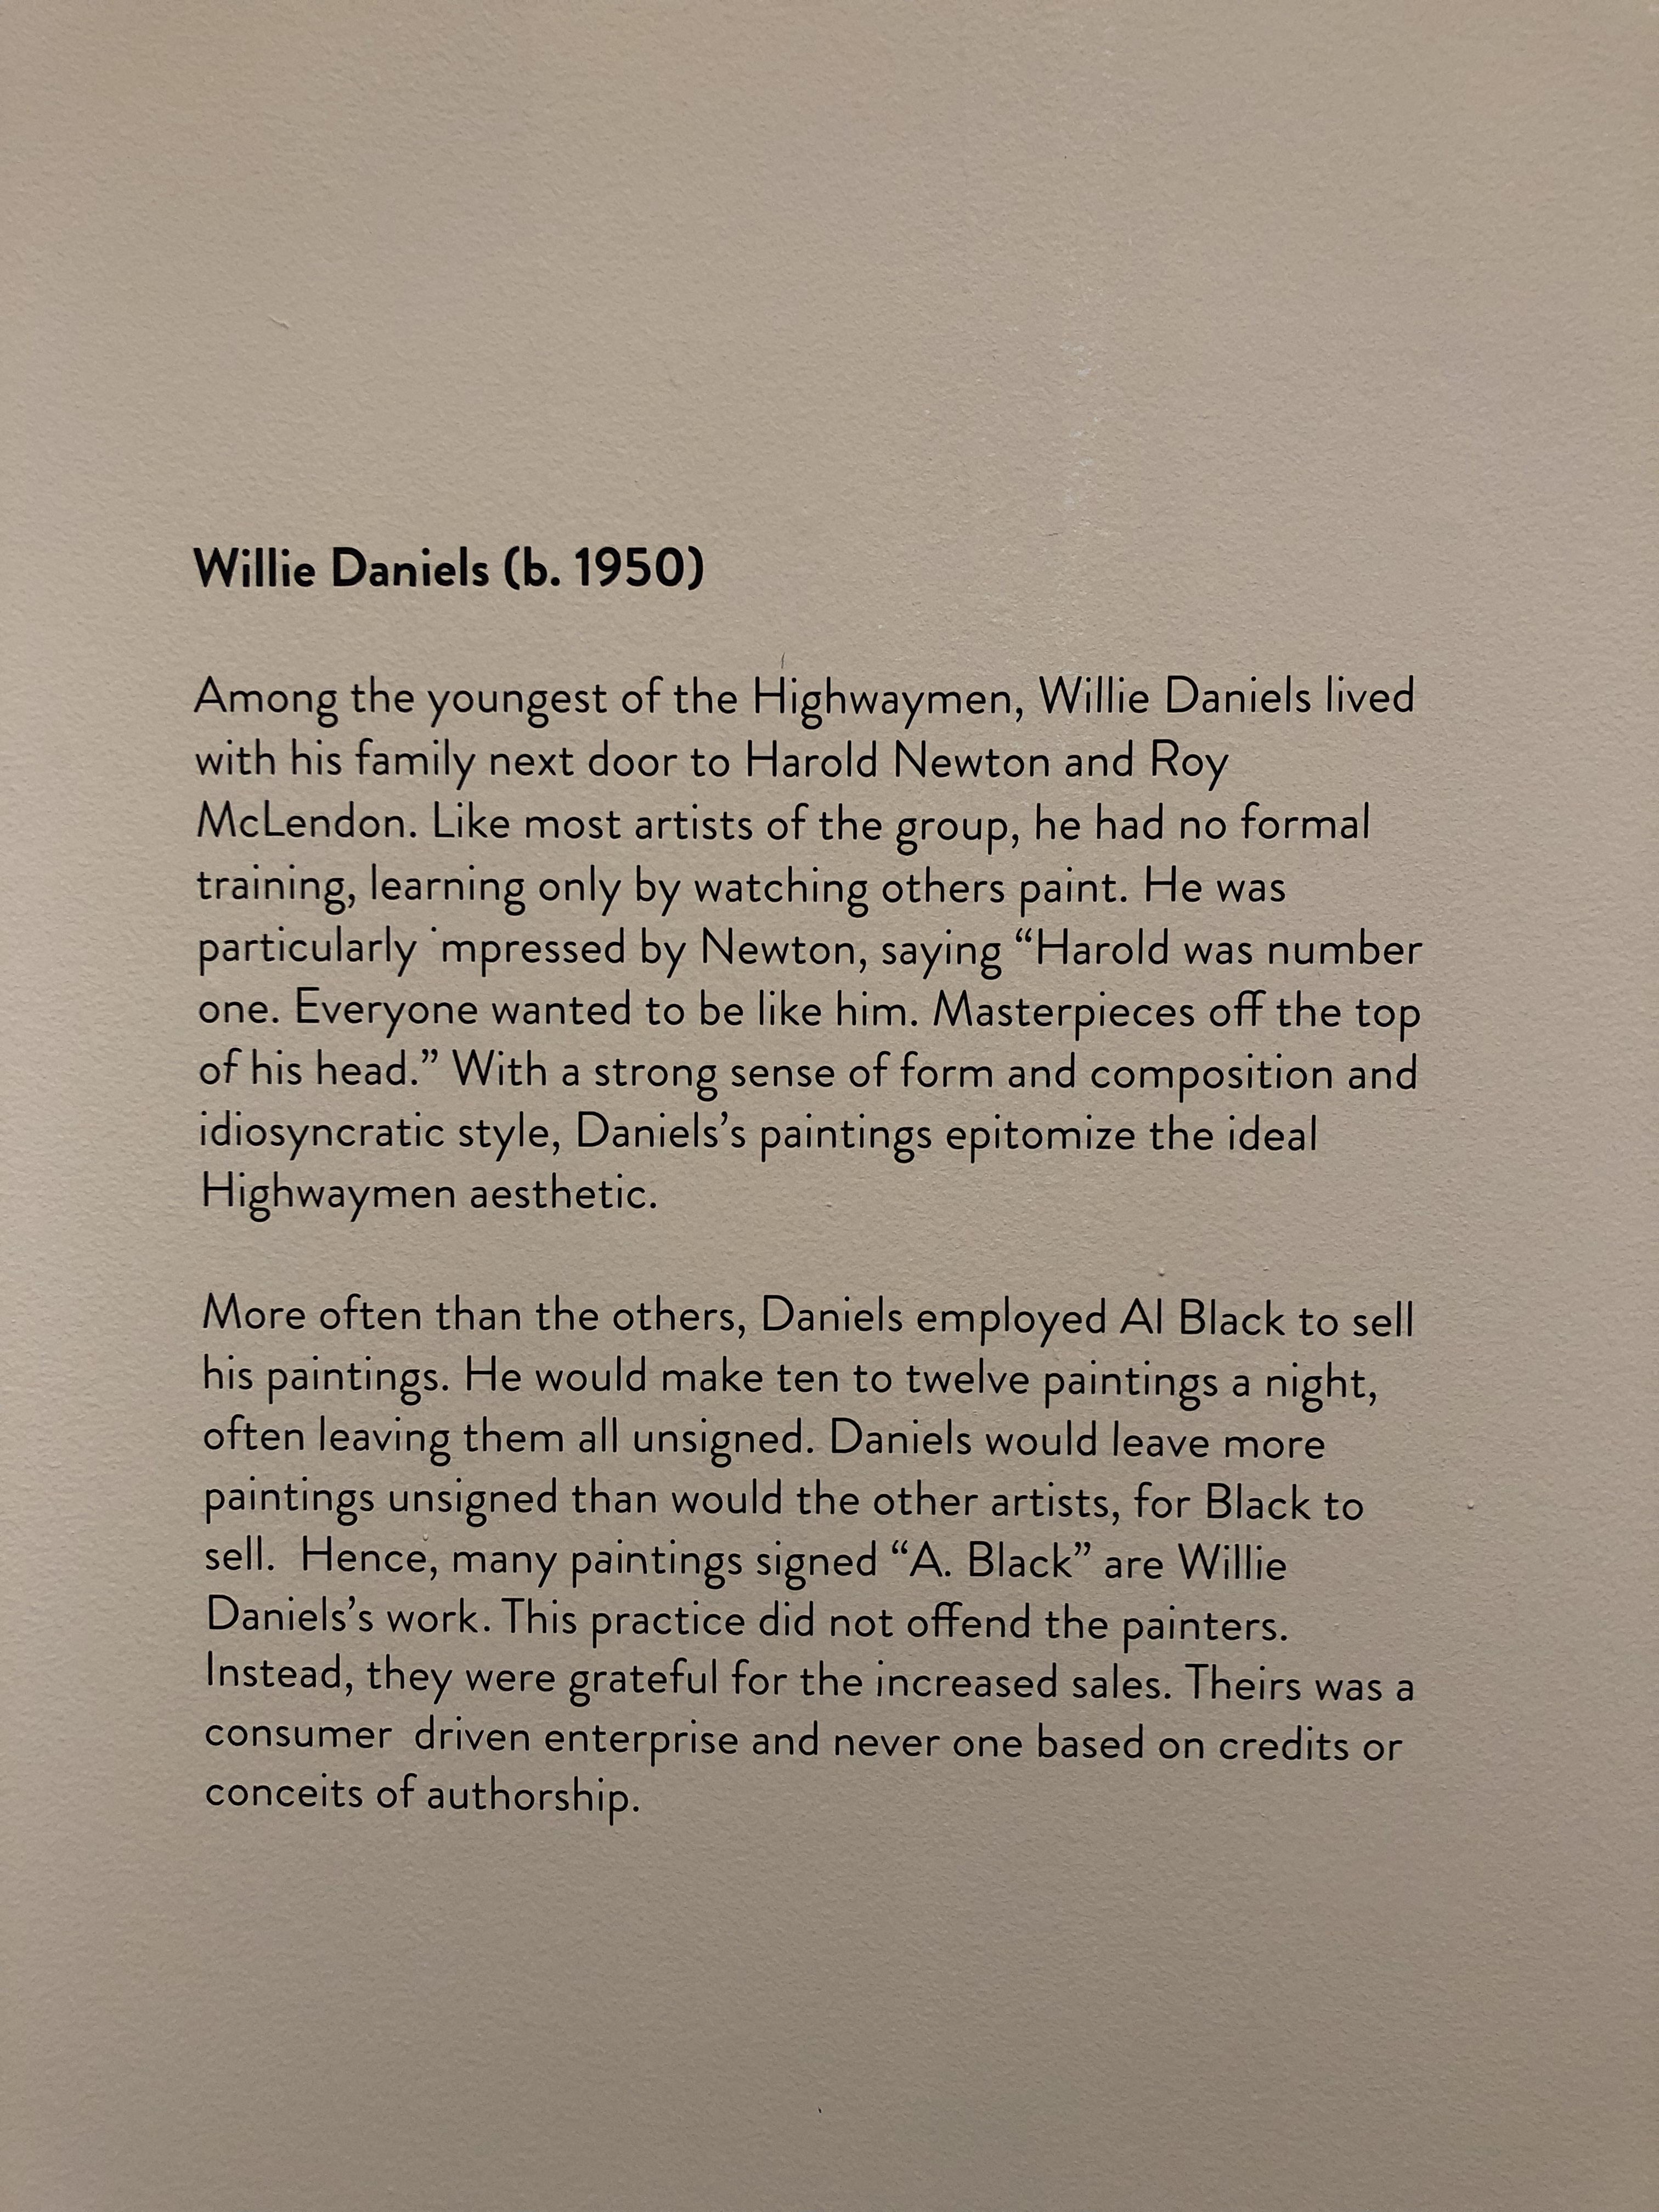 Willie Daniels (b. 1950)
Among the youngest of the Highwaymen, Willie Daniels lived
with his family next door to Harold Newton and Roy
McLendon. Like most artists of the group, he had no formal
training, learning only by watching others paint. He was
particularly ˙mpressed by Newton, saying “Harold was number
one. Everyone wanted to be like him. Masterpieces off the top
of his head.” With a strong sense of form and composition and
idiosyncratic style, Daniels’s paintings epitomize the ideal
Highwaymen aesthetic.
More often than the others, Daniels employed Al Black to sell
his paintings. He would make ten to twelve paintings a night,
often leaving them all unsigned. Daniels would leave more
paintings unsigned than would the other artists, for Black to
sell.  Hence, many paintings signed “A. Black” are Willie
Daniels’s work. This practice did not offend the painters.
Instead, they were grateful for the increased sales. Theirs was a
consumer  driven enterprise and never one based on credits or
conceits of authorship.